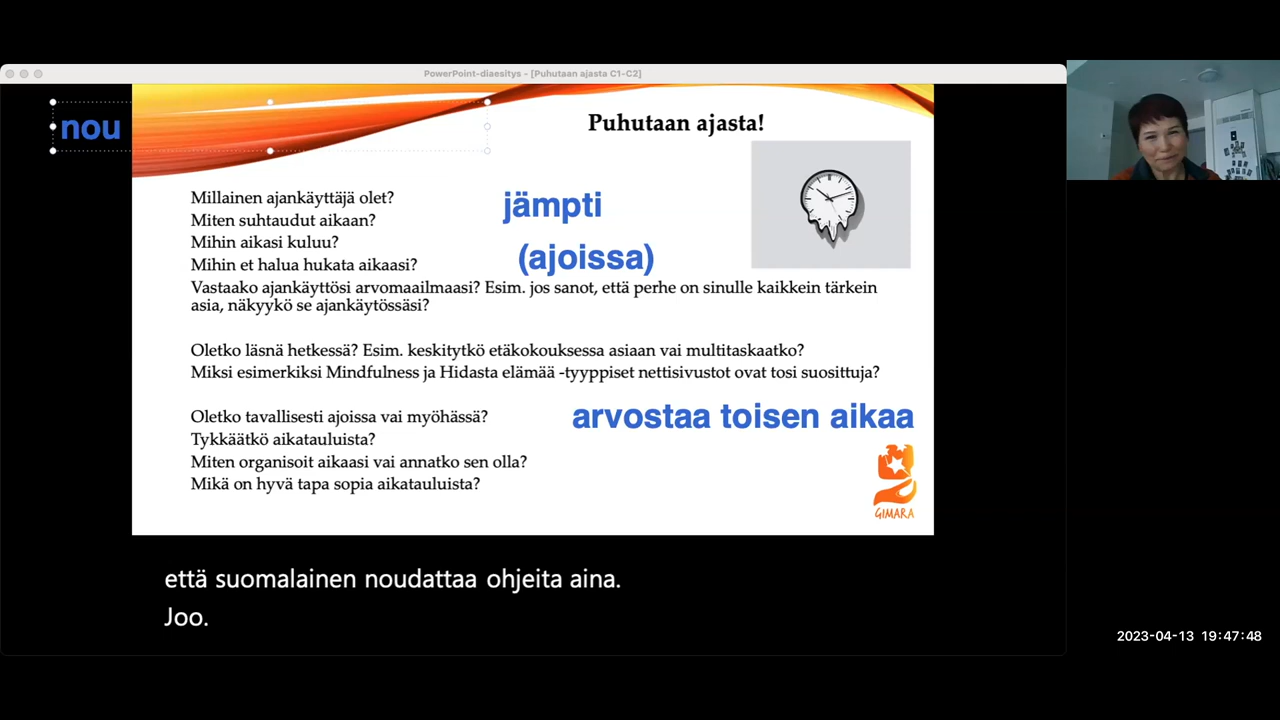 PowerPoint-diaesitys - [Puhutaan ajasta C1-C2]
nou
Puhutaan ajasta!
Millainen ajankäyttäjä olet?
jämpti
Miten suhtaudut aikaan?
Mihin aikasi kuluu?
(ajoissa)
Mihin et halua hukata aikaasi?
Vastaako ajankäyttösi arvomaailmaasi? Esim. jos sanot, että perhe on sinulle kaikkein tärkein
asia, näkyykö se ajankäytössäsi?
Oletko läsnä hetkessä? Esim. keskitytkö etäkokouksessa asiaan vai multitaskaatko?
Miksi esimerkiksi Mindfulness ja Hidasta elämää -tyyppiset nettisivustot ovat tosi suosittuja?
Oletko tavallisesti ajoissa vai myöhässä?
arvostaa toisen aikaa
Tykkäätkö aikatauluista?
Miten organisoit aikaasi vai annatko sen olla?
Mikä on hyvä tapa sopia aikatauluista?
GIMARA
että suomalainen noudattaa ohjeita aina.
Joo.
2023-04-13 19:47:48